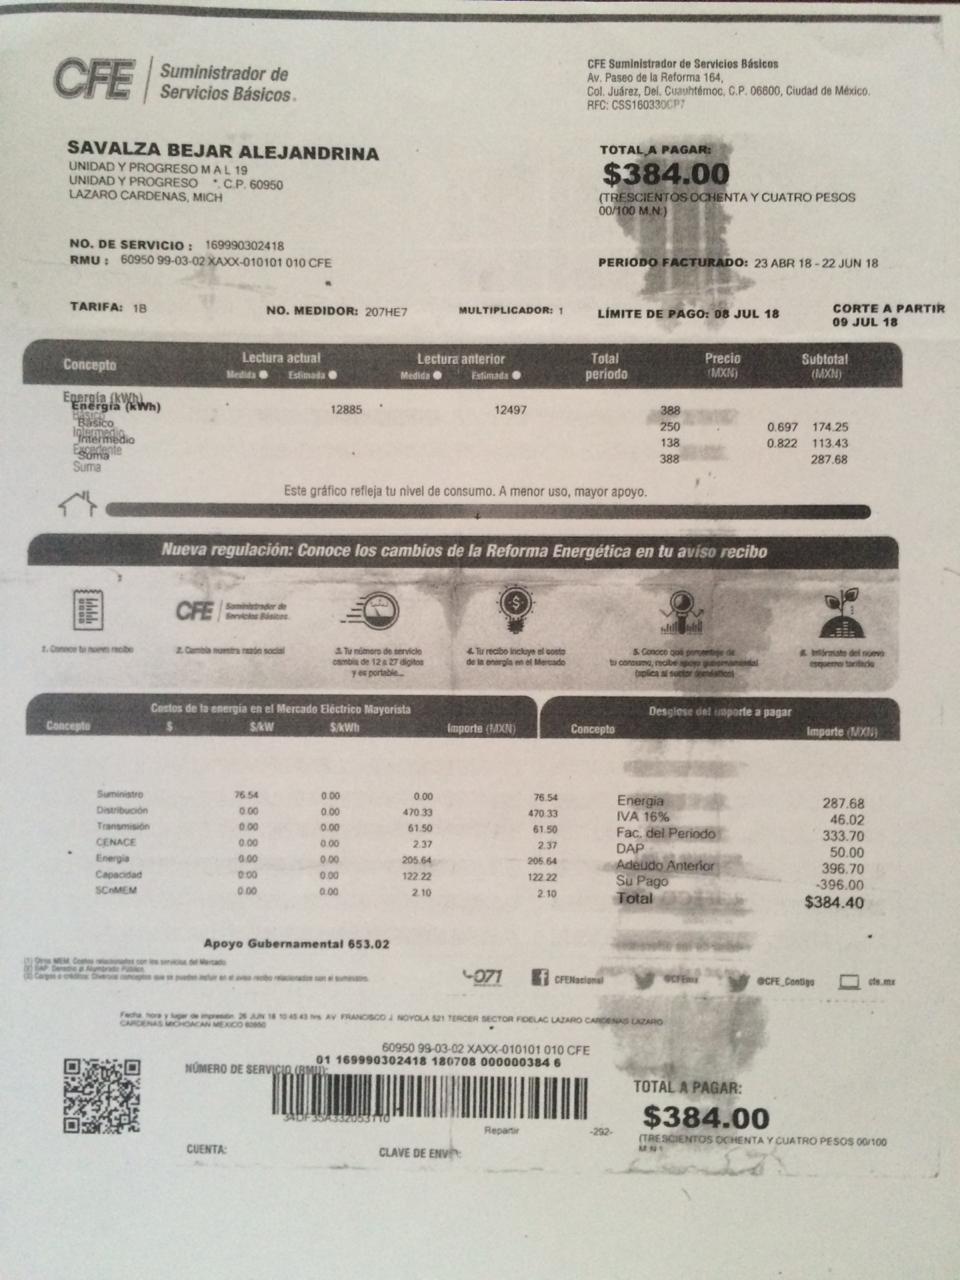 CFE Suministrador de
Servicios Básicos.
CFE Suministrador de Servicios Básicos
Av. Paseo de la Reforma 164,
Col. Juárez, Del. Cuauhtémoc, C.P. 06600, Ciudad de México.
RFC: CSS160330CP7
SAVALZA BEJAR ALEJANDRINA
UNIDAD Y PROGRESO M A L 19
UNIDAD Y PROGRESO *. C.P. 60950
LAZARO CARDENAS, MICH
TOTAL A PAGAR:
$384.00
(TRESCIENTOS OCHENTA Y CUATRO PESOS
00/100 M.N.)
NO. DE SERVICIO : 169990302418
RMU : 60950 99-03-02 XAXX-010101 010 CFE
PERIODO FACTURADO: 23 ABR 18 - 22 JUN 18
TARIFA: 1B NO. MEDIDOR: 207HE7 MULTIPLICADOR: 1 LÍMITE DE PAGO: 08 JUL 18
CORTE A PARTIR
09 JUL 18
Concepto Lectura actual Lectura anterior Total periodo Precio (MXN) Subtotal (MXN)
Medida Estimada Medida Estimada
Energía (kWh)
Energía (kWh) 12885 12497 388
Básico
Básico 250 0.697 174.25
Intermedio
Intermedio 138 0.822 113.43
Excedente
Suma 388 287.68
Suma
Este gráfico refleja tu nivel de consumo. A menor uso, mayor apoyo.
Nueva regulación: Conoce los cambios de la Reforma Energética en tu aviso recibo
CFE Suministrador de
Servicios Básicos.
1. Conoce tu nuevo recibo
2. Cambia nuestra razón social
3. Tu número de servicio
cambia de 12 a 27 dígitos
y es portable...
4. Tu recibo incluye el costo
de la energía en el Mercado
5. Conoce qué porcentaje de
tu consumo, recibe apoyo gubernamental
(aplica al sector doméstico)
6. Infórmate del nuevo
esquema tarifario
Costos de la energía en el Mercado Eléctrico Mayorista
Concepto $ $/kW $/kWh Importe (MXN)
Suministro 76.54 0.00 0.00 76.54
Distribución 0.00 0.00 470.33 470.33
Transmisión 0.00 0.00 61.50 61.50
CENACE 0.00 0.00 2.37 2.37
Energía 0.00 0.00 205.64 205.64
Capacidad 0.00 0.00 122.22 122.22
SCnMEM 0.00 0.00 2.10 2.10
Desglose del importe a pagar
Concepto Importe (MXN)
Energía 287.68
IVA 16% 46.02
Fac. del Periodo 333.70
DAP 50.00
Adeudo Anterior 396.70
Su Pago -396.00
Total $384.40
Apoyo Gubernamental 653.02
(1) Otros MEM: Costos relacionados con los servicios del Mercado.
(2) DAP: Derecho al Alumbrado Público.
(3) Cargos o créditos: Diversos conceptos que se pueden incluir en el aviso recibo relacionados con el suministro.
071 CFENacional @CFEmx @CFE_Contigo cfe.mx
Fecha, hora y lugar de impresión: 26 JUN 18 10 45 43 hrs. AV FRANCISCO J. NOYOLA 521 TERCER SECTOR FIDELAC LAZARO CARDENAS LAZARO
CARDENAS MICHOACAN MEXICO 60950
60950 99-03-02 XAXX-010101 010 CFE
01 169990302418 180708 000000384 6
NÚMERO DE SERVICIO (RMU):
Repartir -292-
CUENTA: CLAVE DE ENVÍO:
TOTAL A PAGAR:
$384.00
(TRESCIENTOS OCHENTA Y CUATRO PESOS 00/100
M.N.)